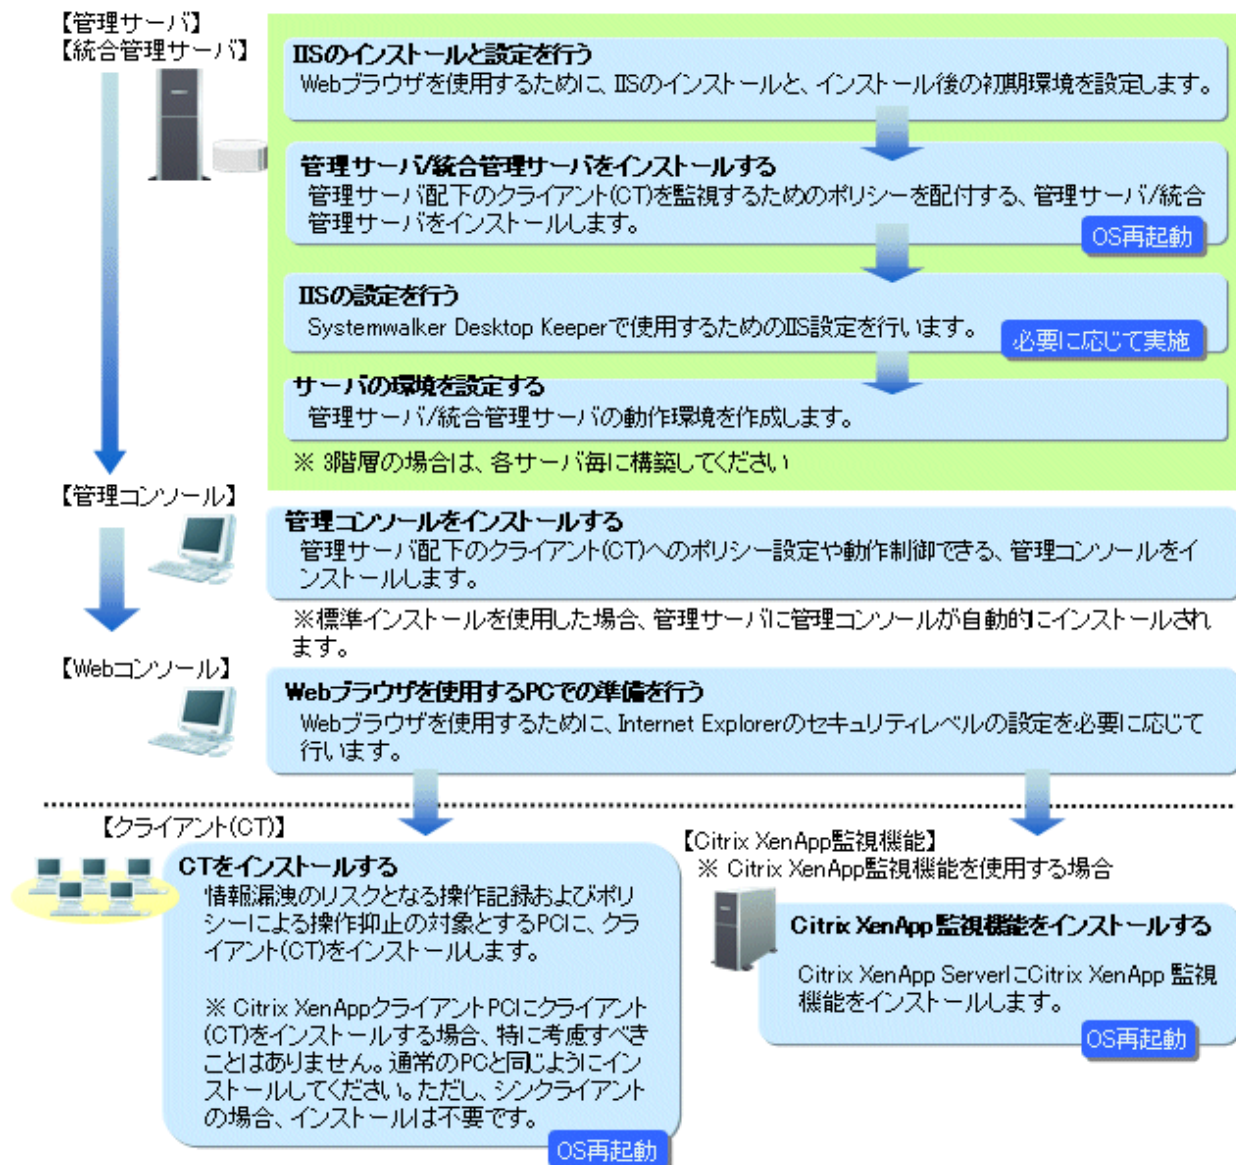 【管理サーバ】
【統合管理サーバ】
IISのインストールと設定を行う
Webブラウザを使用するために、IISのインストールと、インストール後の初期環境を設定します。
管理サーバ/統合管理サーバをインストールする
管理サーバ配下のクライアント(CT)を監視するためのポリシーを配付する、管理サーバ/統合
管理サーバをインストールします。
OS再起動
IISの設定を行う
Systemwalker Desktop Keeperで使用するためのIIS設定を行います。
必要に応じて実施
サーバの環境を設定する
管理サーバ/統合管理サーバの動作環境を作成します。
※ 3階層の場合は、各サーバ毎に構築してください
【管理コンソール】
管理コンソールをインストールする
管理サーバ配下のクライアント(CT)へのポリシー設定や動作制御できる、管理コンソールをイ
ンストールします。
※標準インストールを使用した場合、管理サーバに管理コンソールが自動的にインストールされ
ます。
【Webコンソール】
Webブラウザを使用するPCでの準備を行う
Webブラウザを使用するために、Internet Explorerのセキュリティレベルの設定を必要に応じて
行います。
【クライアント(CT)】
CTをインストールする
情報漏洩のリスクとなる操作記録およびポリ
シーによる操作抑止の対象とするPCに、クラ
イアント(CT)をインストールします。
※ Citrix XenAppクライアントPCにクライアント
(CT)をインストールする場合、特に考慮すべき
ことはありません。通常のPCと同じようにイン
ストールしてください。ただし、シンクライアント
の場合、インストールは不要です。
OS再起動
【Citrix XenApp監視機能】
※ Citrix XenApp監視機能を使用する場合
Citrix XenApp 監視機能をインストールする
Citrix XenApp ServerにCitrix XenApp 監視
機能をインストールします。
OS再起動